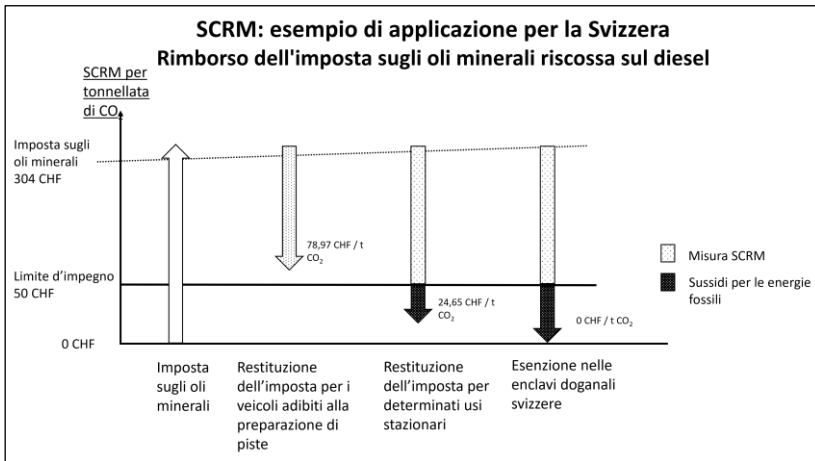 SCRM: esempio di applicazione per la Svizzera
Rimborso dell'imposta sugli oli minerali riscossa sul diesel
SCRM per
tonnellata
di CO₂
Imposta sugli
oli minerali
304 CHF
78,97 CHF / t
CO₂
Limite d'impegno
50 CHF
24,65 CHF / t
CO₂
0 CHF / t CO₂
0 CHF
Misura SCRM
Sussidi per le energie
fossili
Imposta
sugli oli
minerali
Restituzione
dell'imposta per i
veicoli adibiti alla
preparazione di
piste
Restituzione
dell'imposta per
determinati usi
stazionari
Esenzione nelle
enclavi doganali
svizzere